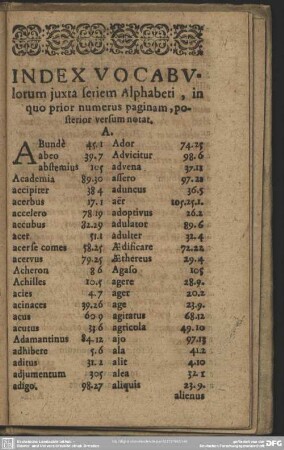 INDEX VOCABV-
lorum juxta seriem Alphabeti, in
quo prior numerus paginam, po-
sterior versum notat.
A.
ABundè 45.1
abeo 39.7
abstemius 105
Academia 89.30
accipiter 38 4
acerbus 17.1
accelero 78.19
accubus 82.29
acer 51.1
acerse comes 58.25
acervus 79.25
Acheron 8 6
Achilles 10.5
acies 4.7
acinaces 39.26
acus 60 9
acutus 33 6
Adamantinus 84.12
adhibere 5.6
aditus 31.2
adjumentum 305
adigo 98.27
Ador 74.25
Advicitur 98.6
advena 37.12
assero 97.21
aduncus 36.5
aër 105.25.1.
adoptivus 26.2
adulator 89.6
adulter 32.4
Ædificare 72.22
Æthereus 29.4
Agaso 105
agere 28.9.
ager 20.2
age 23.9.
agitatus 68.12
agricola 49.10
ajo 97.13
ala 41.2
alit 4.10
alea 32.1
aliquis 23.9.
alienus